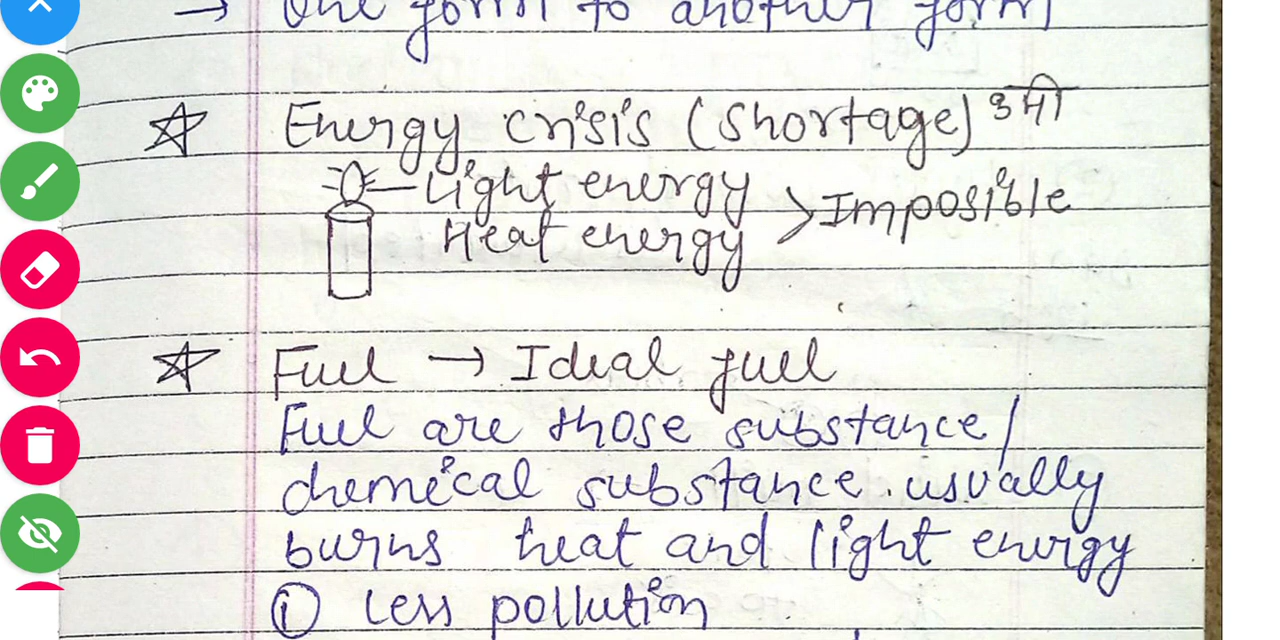 → One form to another form
☆ Energy crisis (shortage) कमी
Light energy > Imposible
Heat energy
☆ Fuel → Ideal fuel
Fuel are those substance/
chemical substance. usually
burns heat and light energy
① Less pollution